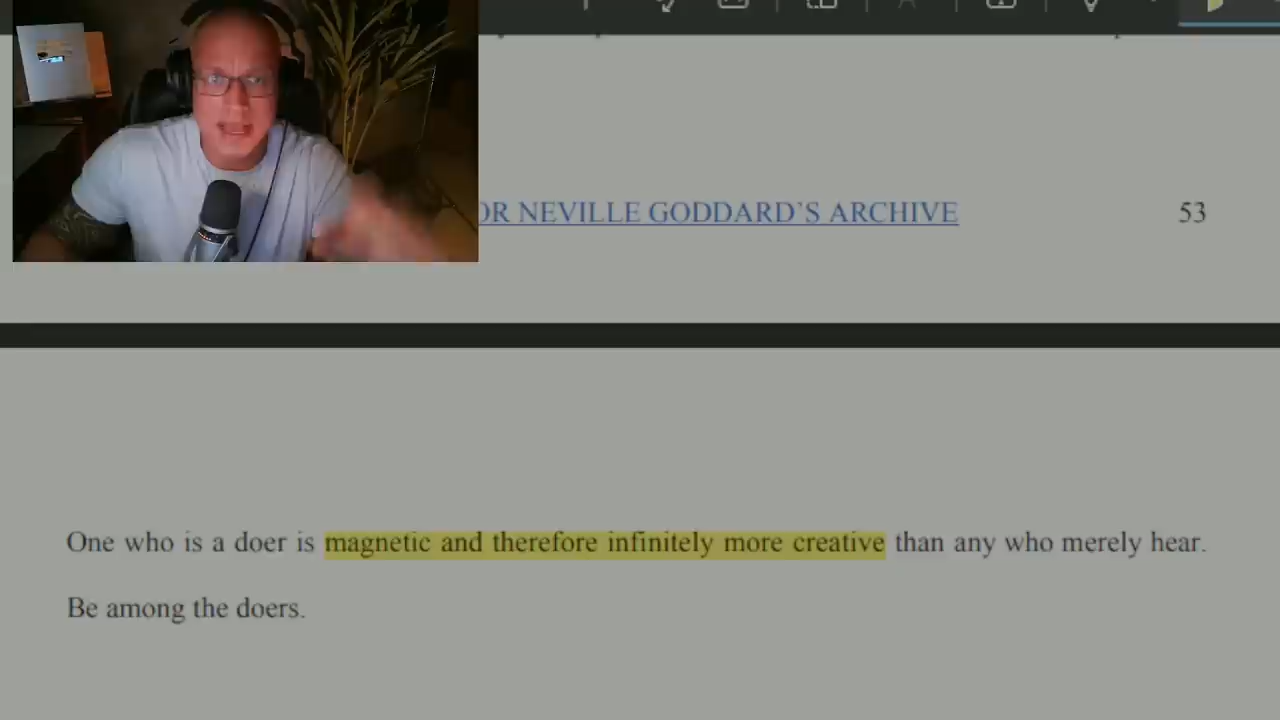 OR NEVILLE GODDARD'S ARCHIVE 53
One who is a doer is magnetic and therefore infinitely more creative than any who merely hear.
Be among the doers.